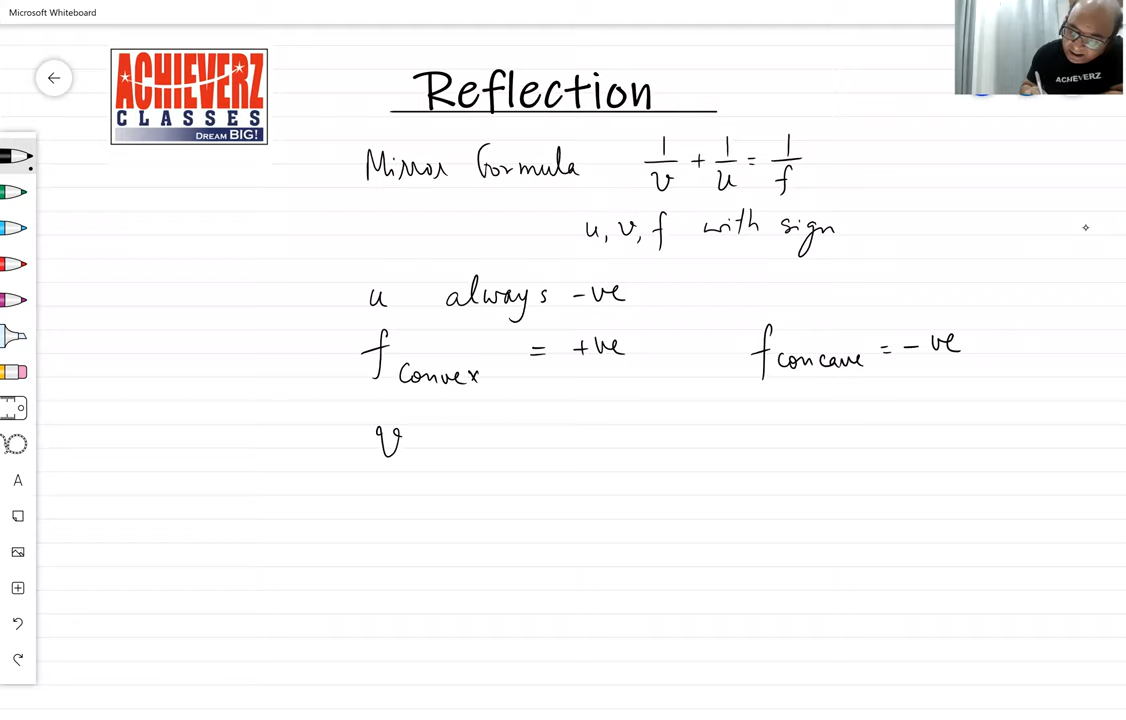 Microsoft Whiteboard
ACHIEVERZ
CLASSES
DREAM BIG!
ACHIEVERZ
Reflection
Mirror Formula 1/v + 1/u = 1/f
u, v, f with sign
u always -ve
f convex = +ve f concave = - ve
v
A